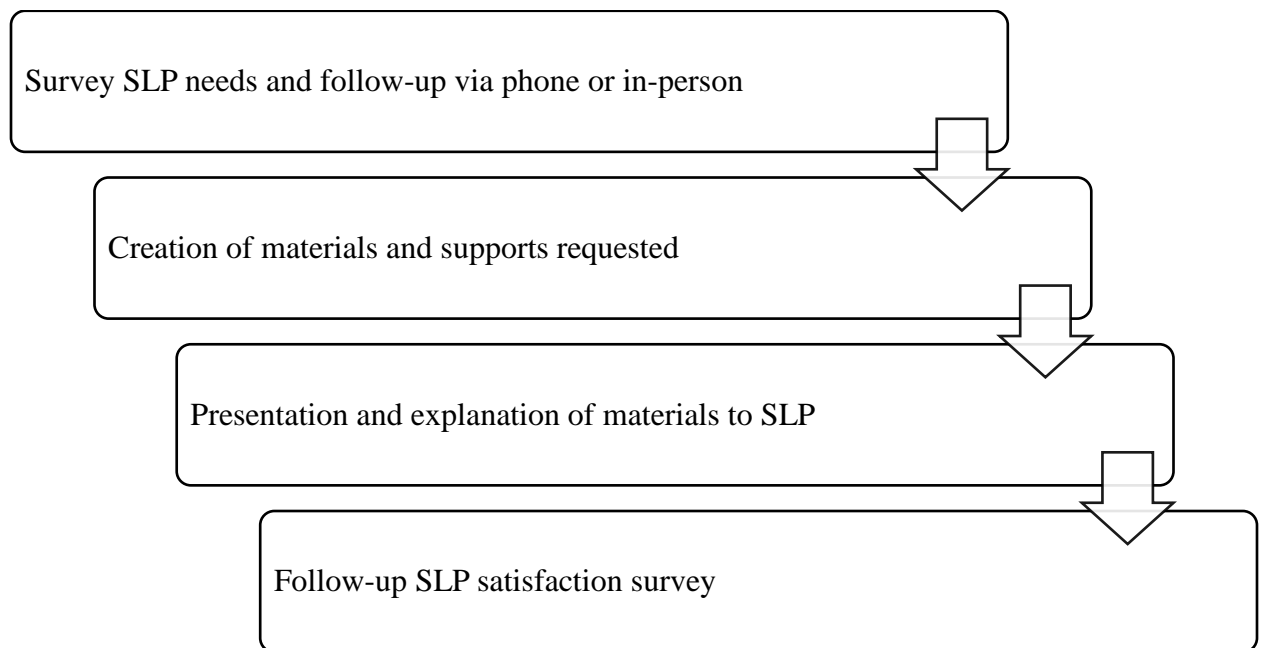 Survey SLP needs and follow-up via phone or in-person
Creation of materials and supports requested
Presentation and explanation of materials to SLP
Follow-up SLP satisfaction survey